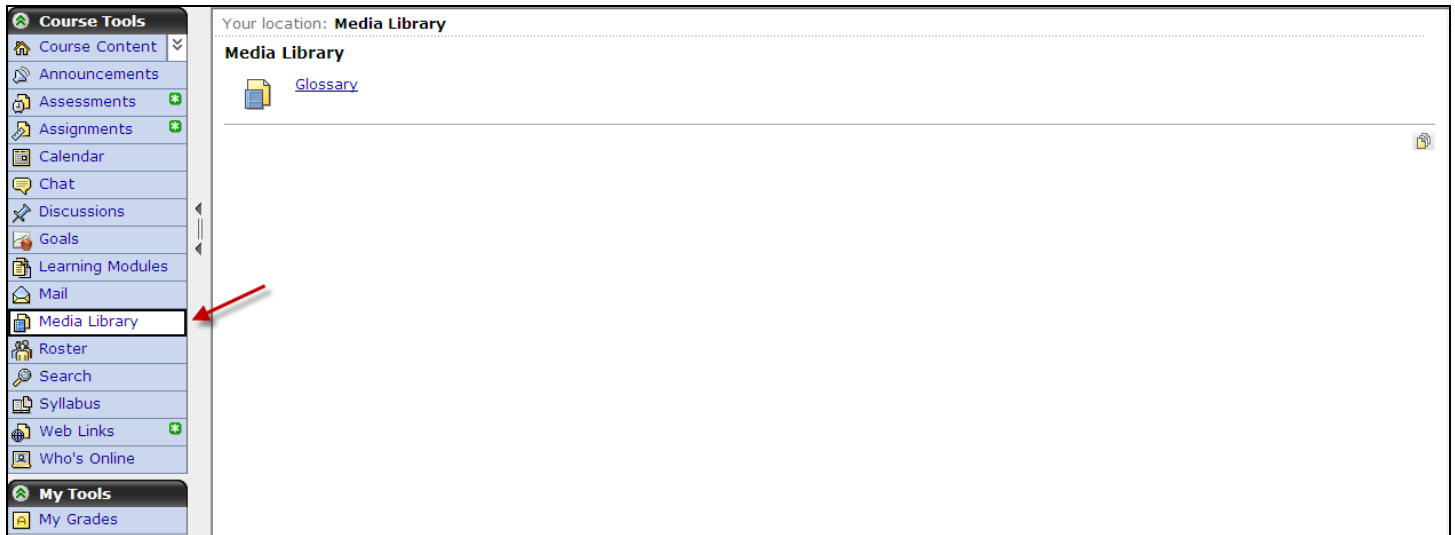 Course Tools
Course Content
Announcements
Assessments
Assignments
Calendar
Chat
Discussions
Goals
Learning Modules
Mail
Media Library
Roster
Search
Syllabus
Web Links
Who's Online
My Tools
My Grades
Your location: Media Library
Media Library
Glossary